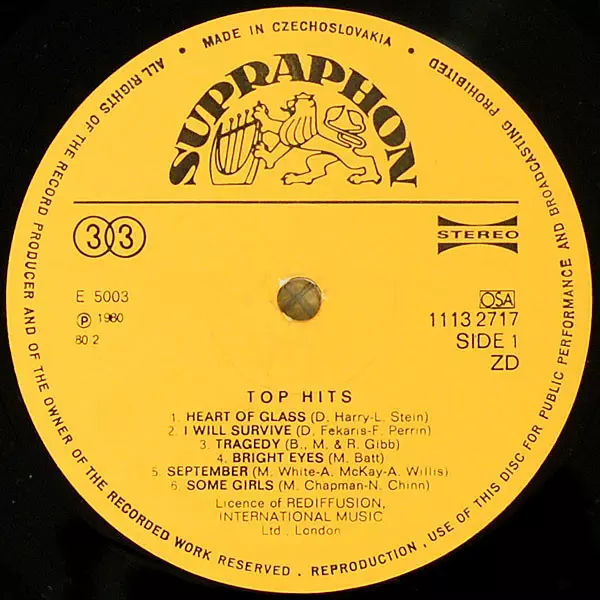 ALL RIGHTS OF THE RECORD PRODUCER AND OF THE OWNER OF THE RECORDED WORK RESERVED . REPRODUCTION , USE OF THIS DISC FOR PUBLIC PERFORMANCE AND BROADCASTING PROHIBITED
• MADE IN CZECHOSLOVAKIA •
SUPRAPHON
33
STEREO
E 5003
OSA
℗ 1980
1113 2717
80 2
SIDE 1
ZD
TOP HITS
1. HEART OF GLASS (D. Harry-L. Stein)
2. I WILL SURVIVE (D. Fekaris-F. Perrin)
3. TRAGEDY (B., M. & R. Gibb)
4. BRIGHT EYES (M. Batt)
5. SEPTEMBER (M. White-A. McKay-A. Willis)
6. SOME GIRLS (M. Chapman-N. Chinn)
Licence of REDIFFUSION,
INTERNATIONAL MUSIC
Ltd., London